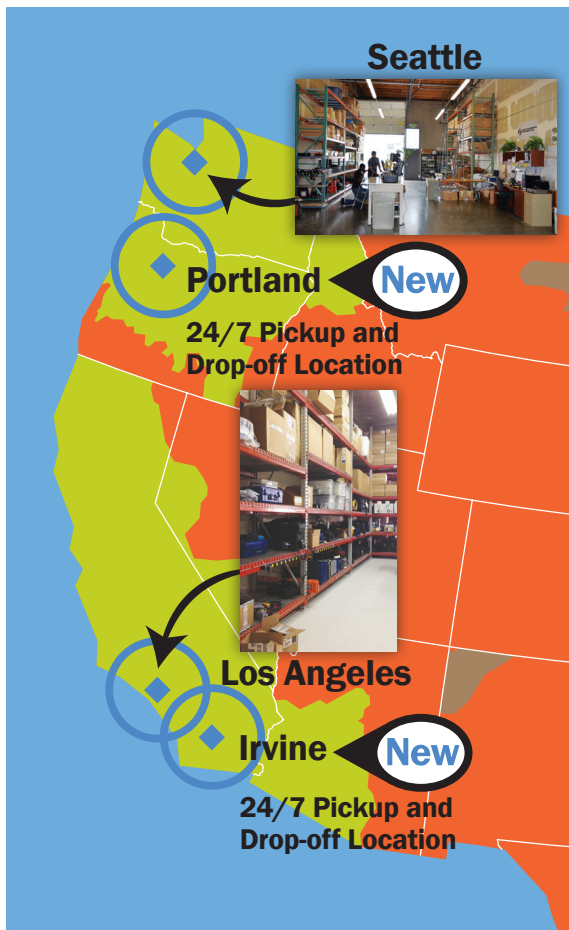 Seattle
Portland
New
24/7 Pickup and
Drop-off Location
Los Angeles
Irvine
New
24/7 Pickup and
Drop-off Location